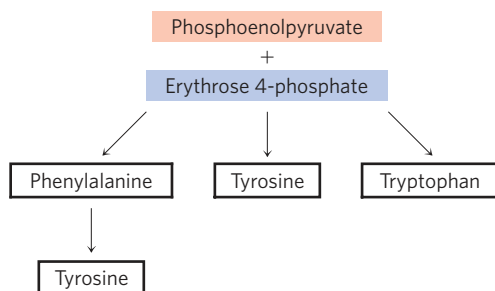 Phosphoenolpyruvate
+
Erythrose 4-phosphate
Phenylalanine
Tyrosine
Tryptophan
Tyrosine